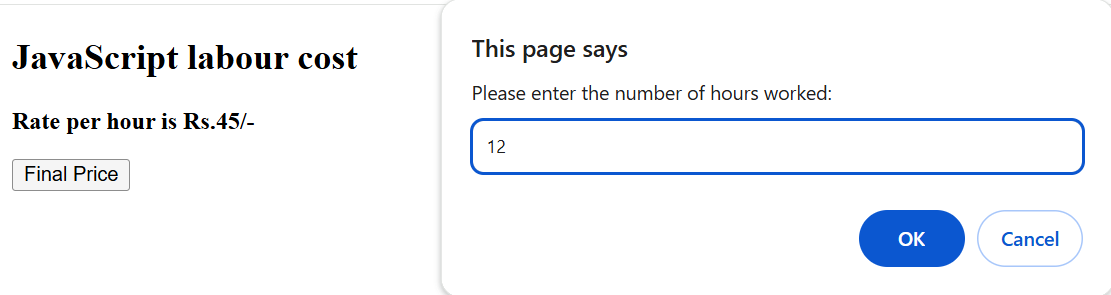 JavaScript labour cost
Rate per hour is Rs.45/-
Final Price
This page says
Please enter the number of hours worked:
12
OK
Cancel